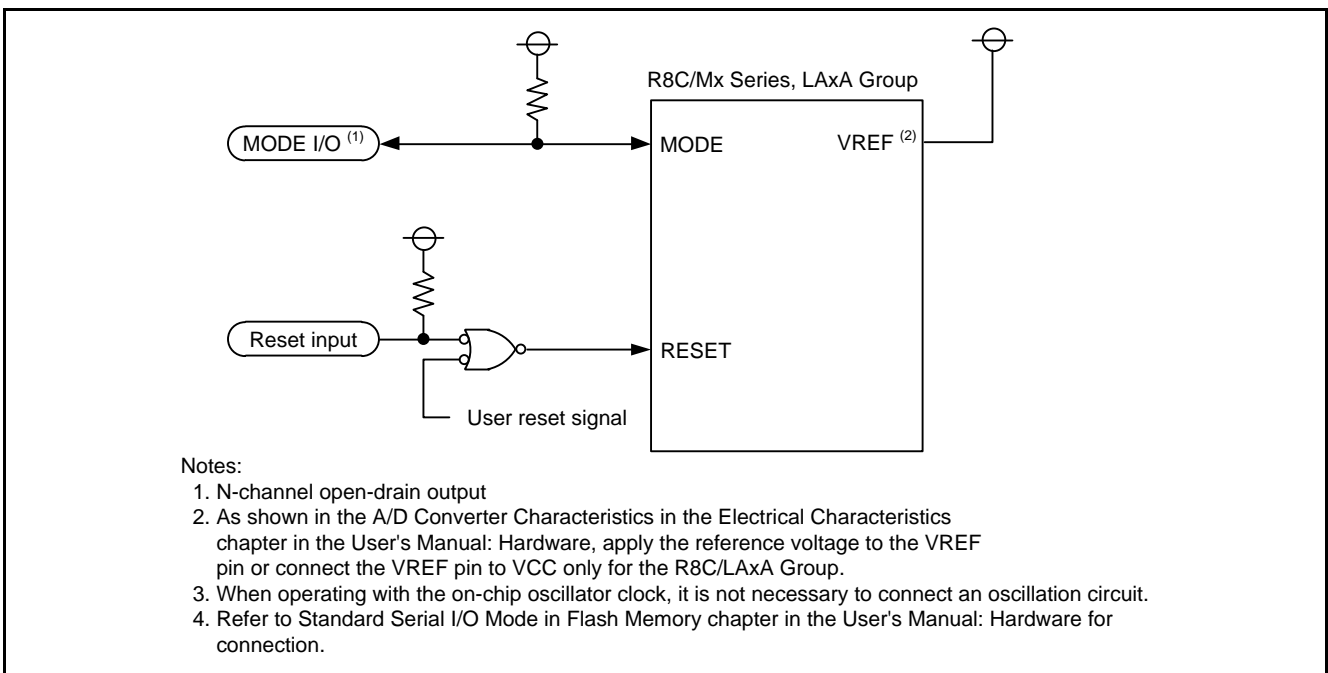 R8C/Mx Series, LAxA Group
MODE I/O (1)
MODE
VREF (2)
Reset input
RESET
User reset signal
Notes:
1. N-channel open-drain output
2. As shown in the A/D Converter Characteristics in the Electrical Characteristics
chapter in the User's Manual: Hardware, apply the reference voltage to the VREF
pin or connect the VREF pin to VCC only for the R8C/LAxA Group.
3. When operating with the on-chip oscillator clock, it is not necessary to connect an oscillation circuit.
4. Refer to Standard Serial I/O Mode in Flash Memory chapter in the User's Manual: Hardware for
connection.